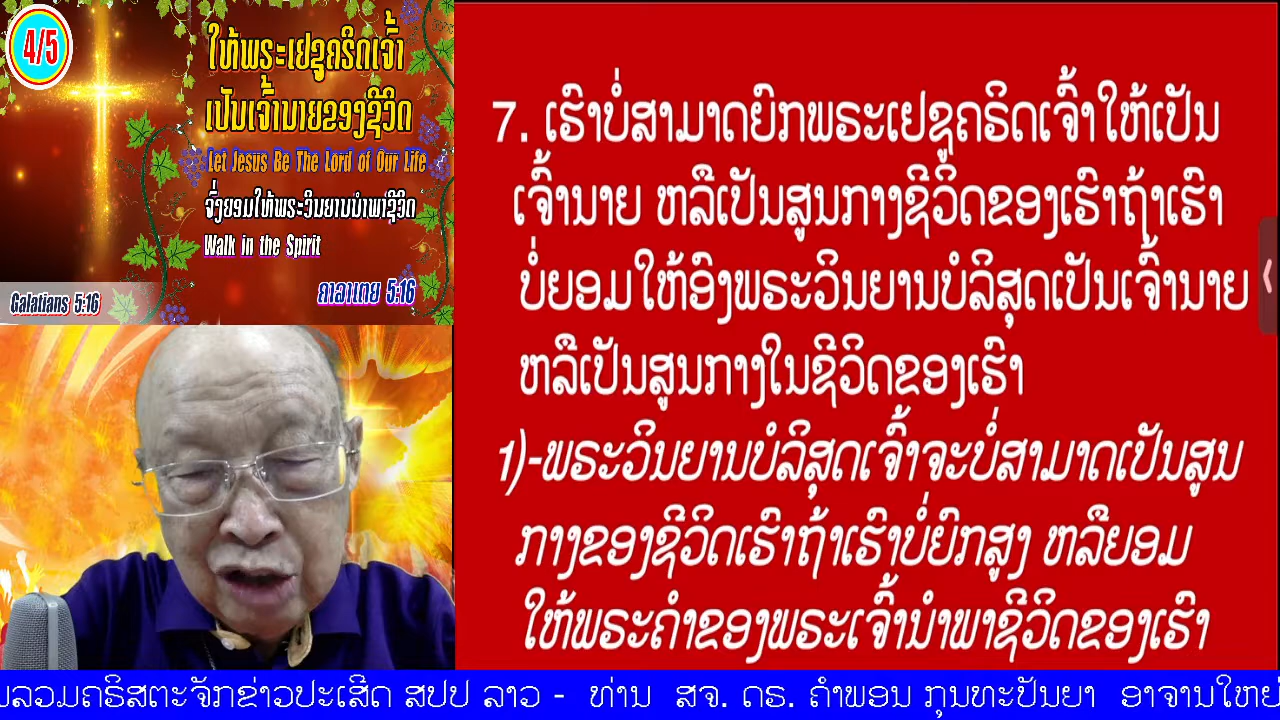 4/5
ໃຫ້ພຣະເຢຊູຄຣິດເຈົ້າ
ເປັນເຈົ້ານາຍຂອງຊີວິດ
Let Jesus Be The Lord of Our Life
ຈົ່ງຍອມໃຫ້ພຣະວິນຍານນຳພາຊີວິດ
Walk in the Spirit
Galatians 5:16
ຄາລາເຕຍ 5:16
7. ເຮົາບໍ່ສາມາດຍົກພຣະເຢຊູຄຣິດເຈົ້າໃຫ້ເປັນ
ເຈົ້ານາຍ ຫລືເປັນສູນກາງຊີວິດຂອງເຮົາຖ້າເຮົາ
ບໍ່ຍອມໃຫ້ອົງພຣະວິນຍານບໍລິສຸດເປັນເຈົ້ານາຍ
ຫລືເປັນສູນກາງໃນຊີວິດຂອງເຮົາ
1)-ພຣະວິນຍານບໍລິສຸດເຈົ້າຈະບໍ່ສາມາດເປັນສູນ
ກາງຂອງຊີວິດເຮົາຖ້າເຮົາບໍ່ຍົກສູງ ຫລືຍອມ
ໃຫ້ພຣະຄຳຂອງພຣະເຈົ້ານຳພາຊີວິດຂອງເຮົາ
ລວມຄຣິສຕະຈັກຂ່າວປະເສີດ ສປປ ລາວ - ທ່ານ ສຈ. ດຣ. ຄຳພອນ ກຸນທະປັນຍາ ອາຈານໃຫຍ່